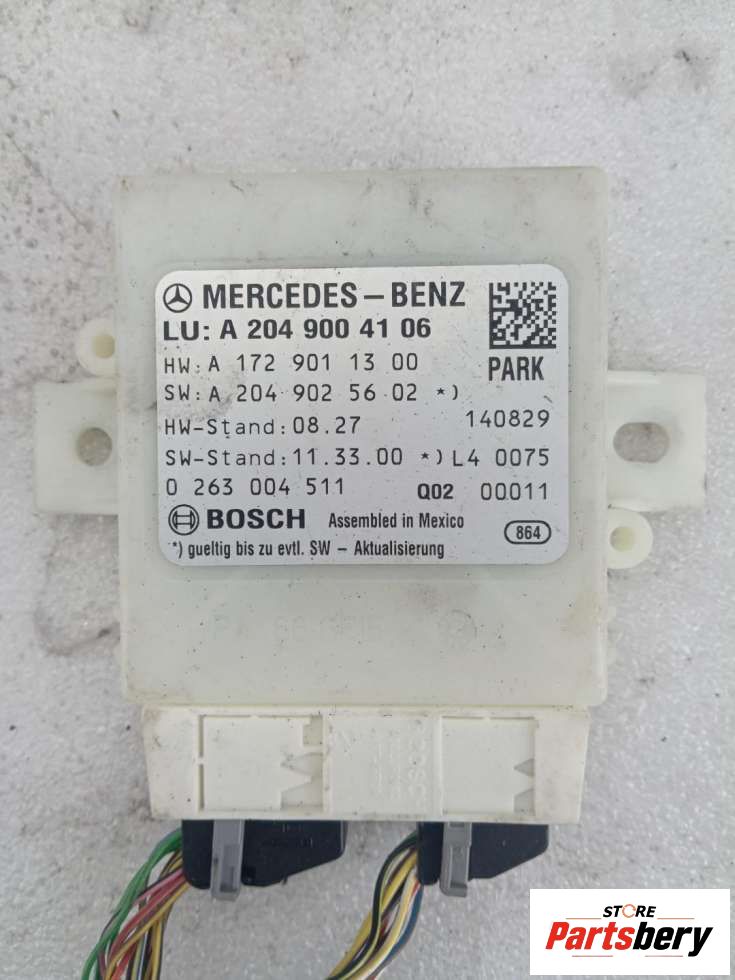 MERCEDES-BENZ
LU: A 204 900 41 06
HW: A 172 901 13 00
PARK
SW: A 204 902 56 02 *)
HW-Stand: 08.27 140829
SW-Stand: 11.33.00 *) L4 0075
0 263 004 511 Q02 00011
BOSCH Assembled in Mexico 864
*) gueltig bis zu evtl. SW - Aktualisierung
STORE
Partsbery